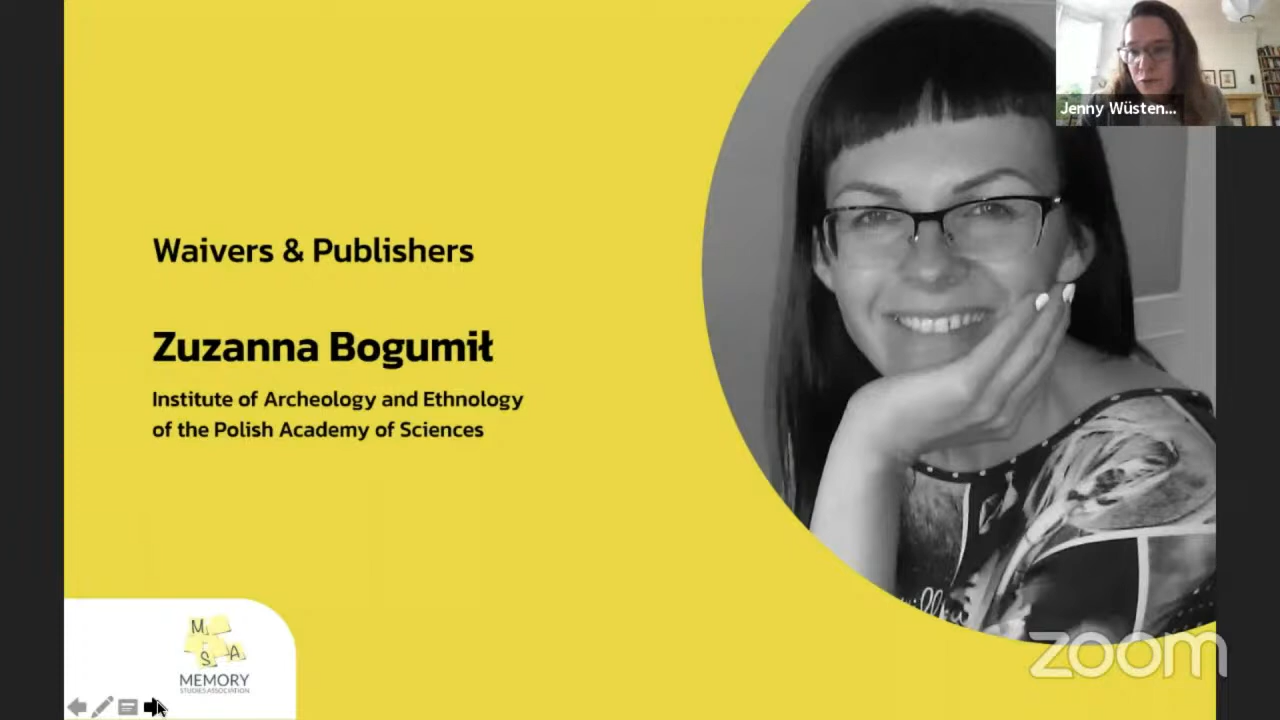 Jenny Wüsten...
Waivers & Publishers
Zuzanna Bogumił
Institute of Archeology and Ethnology
of the Polish Academy of Sciences
M
S A
MEMORY
STUDIES ASSOCIATION
zoom